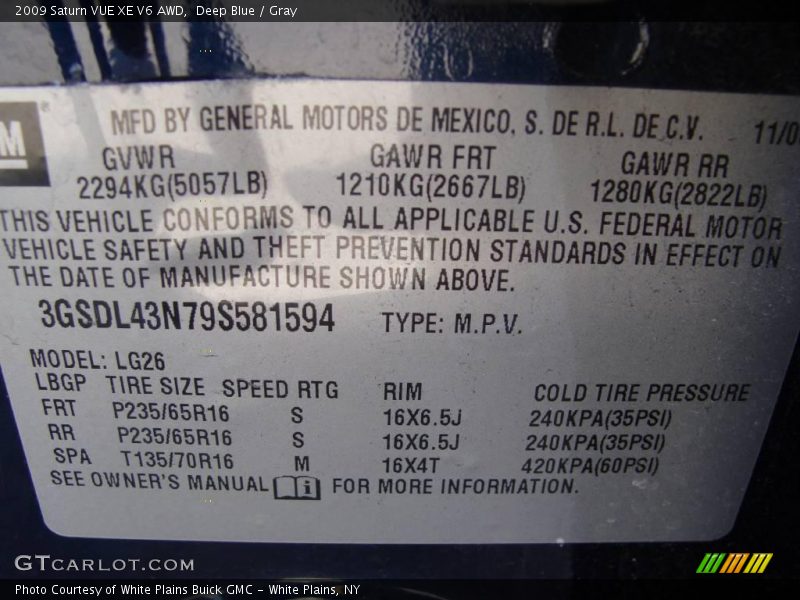 2009 Saturn VUE XE V6 AWD, Deep Blue / Gray
MFD BY GENERAL MOTORS DE MEXICO, S. DE R.L. DE C.V. 11/0
GVWR GAWR FRT GAWR RR
2294KG(5057LB) 1210KG(2667LB) 1280KG(2822LB)
THIS VEHICLE CONFORMS TO ALL APPLICABLE U.S. FEDERAL MOTOR
VEHICLE SAFETY AND THEFT PREVENTION STANDARDS IN EFFECT ON
THE DATE OF MANUFACTURE SHOWN ABOVE.
3GSDL43N79S581594 TYPE: M.P.V.
MODEL: LG26
LBGP TIRE SIZE SPEED RTG RIM COLD TIRE PRESSURE
FRT P235/65R16 S 16X6.5J 240KPA(35PSI)
RR P235/65R16 S 16X6.5J 240KPA(35PSI)
SPA T135/70R16 M 16X4T 420KPA(60PSI)
SEE OWNER'S MANUAL i FOR MORE INFORMATION.
GTCARLOT.COM
Photo Courtesy of White Plains Buick GMC - White Plains, NY